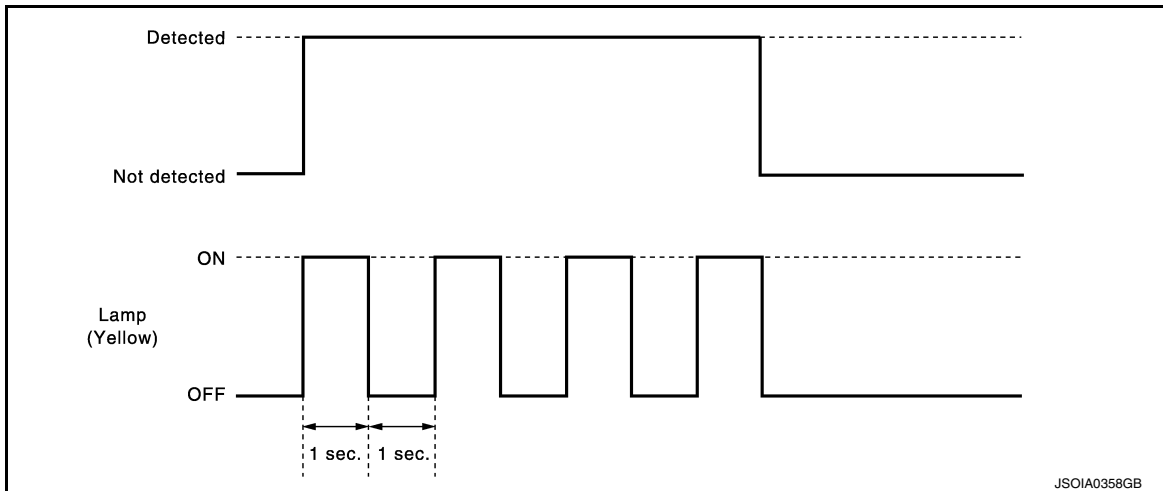 Detected
Not detected
ON
Lamp
(Yellow)
OFF
1 sec. 1 sec.
JSOIA0358GB